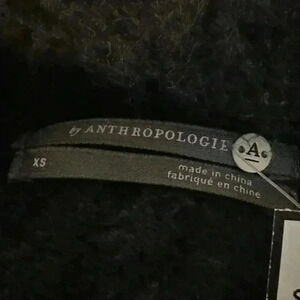 by ANTHROPOLOGIE
•A•
XS
made in china
fabriqué en chine